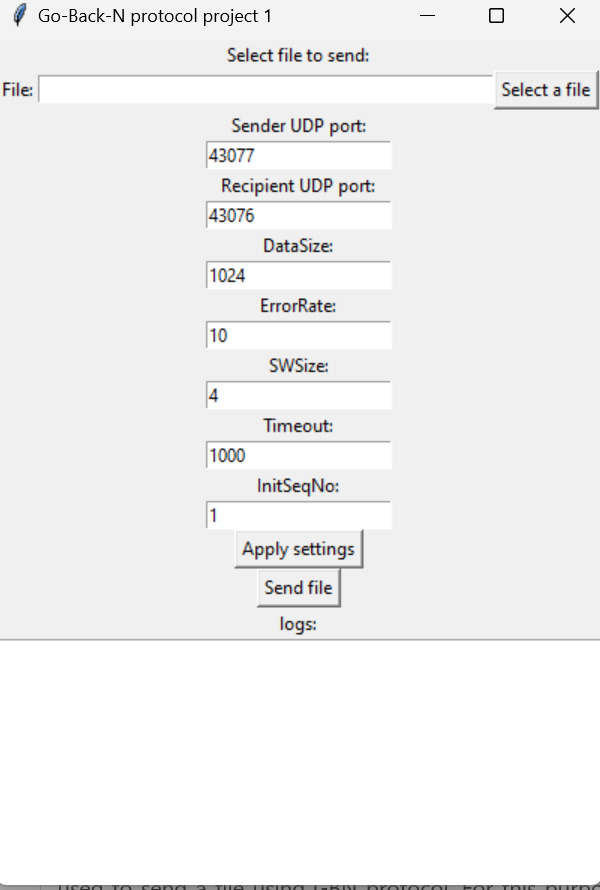 Go-Back-N protocol project 1
Select file to send:
File: Select a file
Sender UDP port:
43077
Recipient UDP port:
43076
DataSize:
1024
ErrorRate:
10
SWSize:
4
Timeout:
1000
InitSeqNo:
1
Apply settings
Send file
logs:
used to send a file using GBN protocol. For this